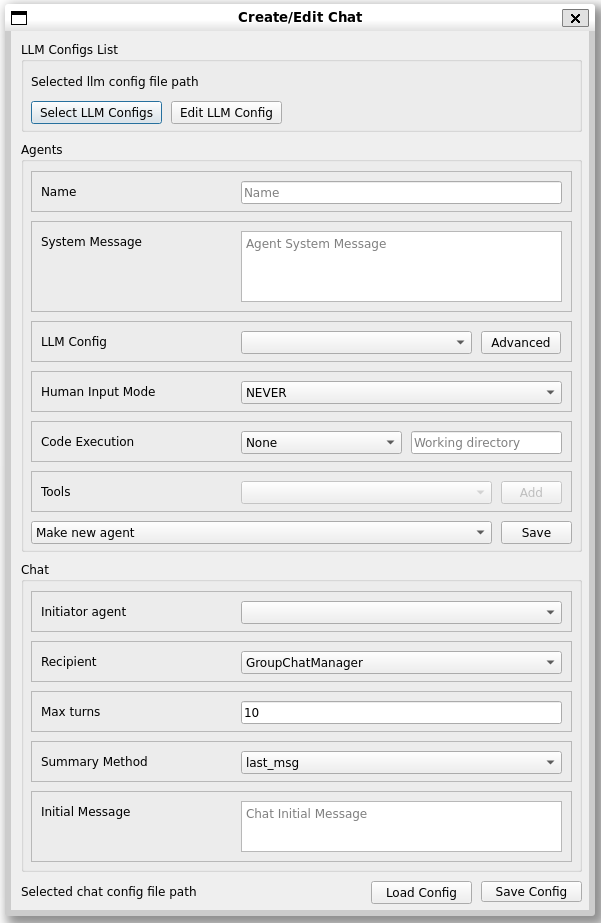 Create/Edit Chat
LLM Configs List
Selected llm config file path
Select LLM Configs
Edit LLM Config
Agents
Name
Name
System Message
Agent System Message
LLM Config
Advanced
Human Input Mode
NEVER
Code Execution
None
Working directory
Tools
Add
Make new agent
Save
Chat
Initiator agent
Recipient
GroupChatManager
Max turns
10
Summary Method
last_msg
Initial Message
Chat Initial Message
Selected chat config file path
Load Config
Save Config